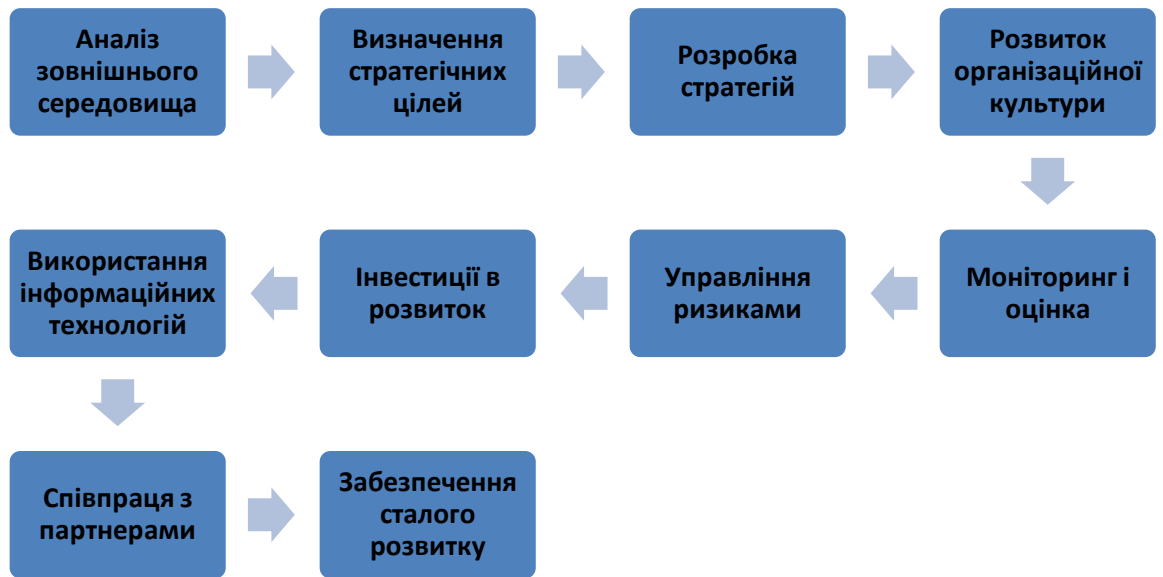 Аналіз
зовнішнього
середовища
Визначення
стратегічних
цілей
Розробка
стратегій
Розвиток
організаційної
культури
Моніторинг і
оцінка
Управління
ризиками
Інвестиції в
розвиток
Використання
інформаційних
технологій
Співпраця з
партнерами
Забезпечення
сталого
розвитку